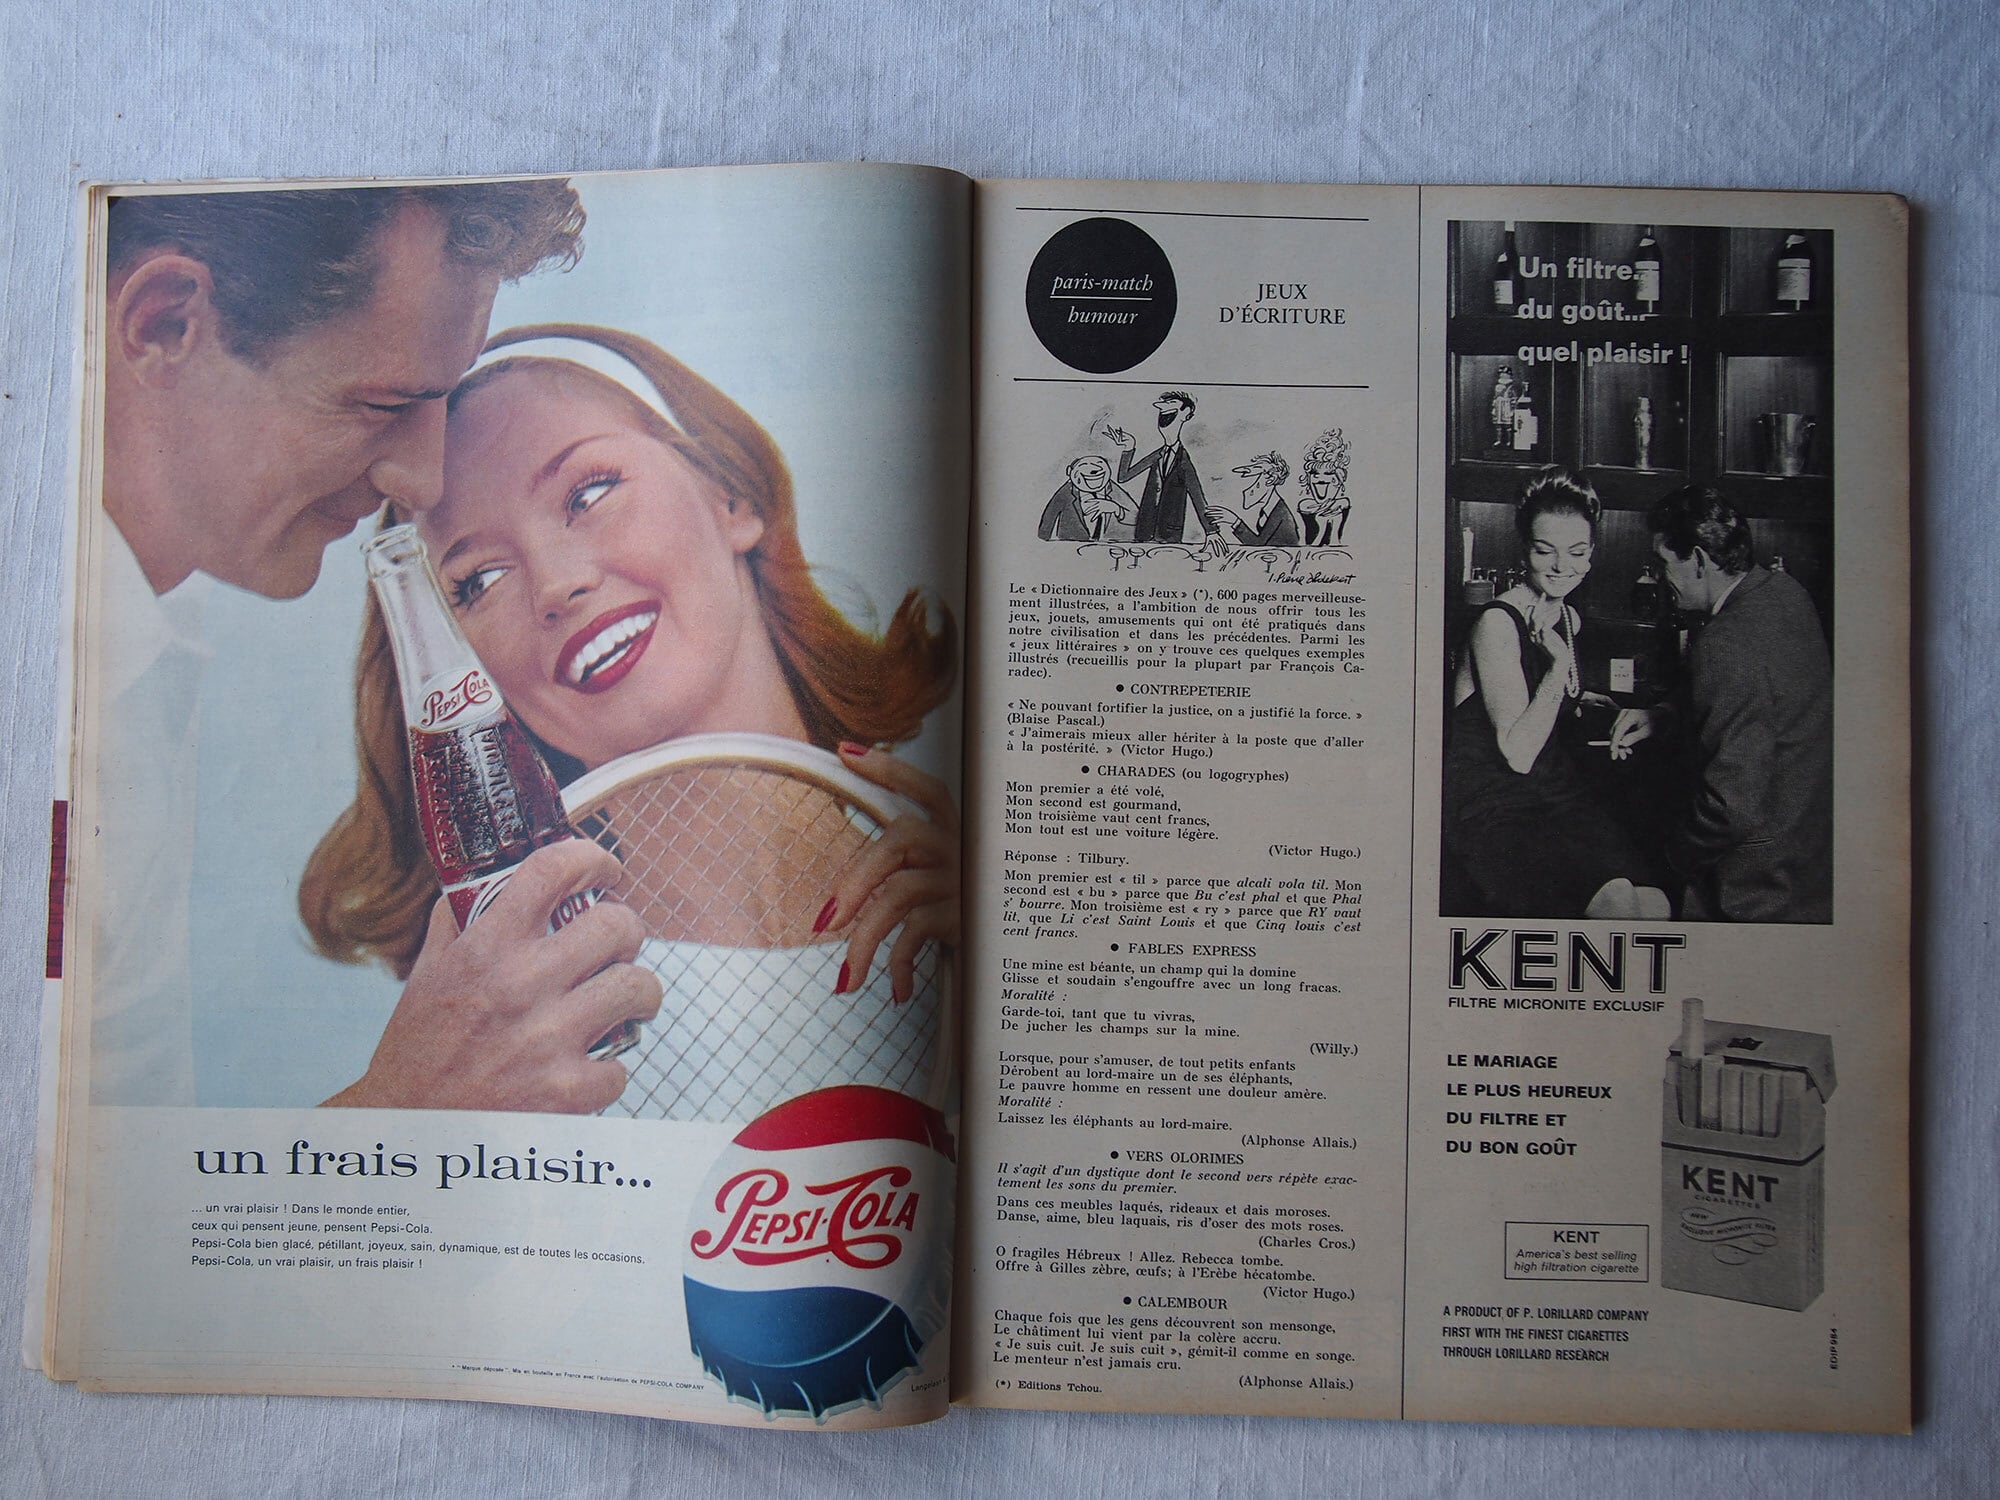 PEPSI-COLA
un frais plaisir...
... un vrai plaisir ! Dans le monde entier,
ceux qui pensent jeune, pensent Pepsi-Cola.
Pepsi-Cola bien glacé, pétillant, joyeux, sain, dynamique, est de toutes les occasions.
Pepsi-Cola, un vrai plaisir, un frais plaisir !
PEPSI-COLA
* "Marque déposée". Mis en bouteille en France avec l'autorisation de PEPSI-COLA COMPANY
paris-match
humour
JEUX
D'ÉCRITURE
Le « Dictionnaire des Jeux » (*), 600 pages merveilleuse-
ment illustrées, a l'ambition de nous offrir tous les
jeux, jouets, amusements qui ont été pratiqués dans
notre civilisation et dans les précédentes. Parmi les
« jeux littéraires » on y trouve ces quelques exemples
illustrés (recueillis pour la plupart par François Ca-
radec).
● CONTREPETERIE
« Ne pouvant fortifier la justice, on a justifié la force. »
(Blaise Pascal.)
« J'aimerais mieux aller hériter à la poste que d'aller
à la postérité. » (Victor Hugo.)
● CHARADES (ou logogryphes)
Mon premier a été volé,
Mon second est gourmand,
Mon troisième vaut cent francs,
Mon tout est une voiture légère.
(Victor Hugo.)
Réponse : Tilbury.
Mon premier est « til » parce que alcali vola til. Mon
second est « bu » parce que Bu c'est phal et que Phal
s' bourre. Mon troisième est « ry » parce que RY vaut
lit, que Li c'est Saint Louis et que Cinq louis c'est
cent francs.
● FABLES EXPRESS
Une mine est béante, un champ qui la domine
Glisse et soudain s'engouffre avec un long fracas.
Moralité :
Garde-toi, tant que tu vivras,
De jucher les champs sur la mine.
(Willy.)
Lorsque, pour s'amuser, de tout petits enfants
Dérobent au lord-maire un de ses éléphants,
Le pauvre homme en ressent une douleur amère.
Moralité :
Laissez les éléphants au lord-maire.
(Alphonse Allais.)
● VERS OLORIMES
Il s'agit d'un dystique dont le second vers répète exac-
tement les sons du premier.
Dans ces meubles laqués, rideaux et dais moroses.
Danse, aime, bleu laquais, ris d'oser des mots roses.
(Charles Cros.)
O fragiles Hébreux ! Allez. Rebecca tombe.
Offre à Gilles zèbre, œufs; à l'Erèbe hécatombe.
(Victor Hugo.)
● CALEMBOUR
Chaque fois que les gens découvrent son mensonge,
Le châtiment lui vient par la colère accru.
« Je suis cuit. Je suis cuit », gémit-il comme en songe.
Le menteur n'est jamais cru.
(Alphonse Allais.)
(*) Editions Tchou.
Un filtre...
du goût...
quel plaisir !
KENT
FILTRE MICRONITE EXCLUSIF
LE MARIAGE
LE PLUS HEUREUX
DU FILTRE ET
DU BON GOÛT
KENT
CIGARETTES
NEW
EXCLUSIVE MICRONITE FILTER
KENT
America's best selling
high filtration cigarette
A PRODUCT OF P. LORILLARD COMPANY
FIRST WITH THE FINEST CIGARETTES
THROUGH LORILLARD RESEARCH